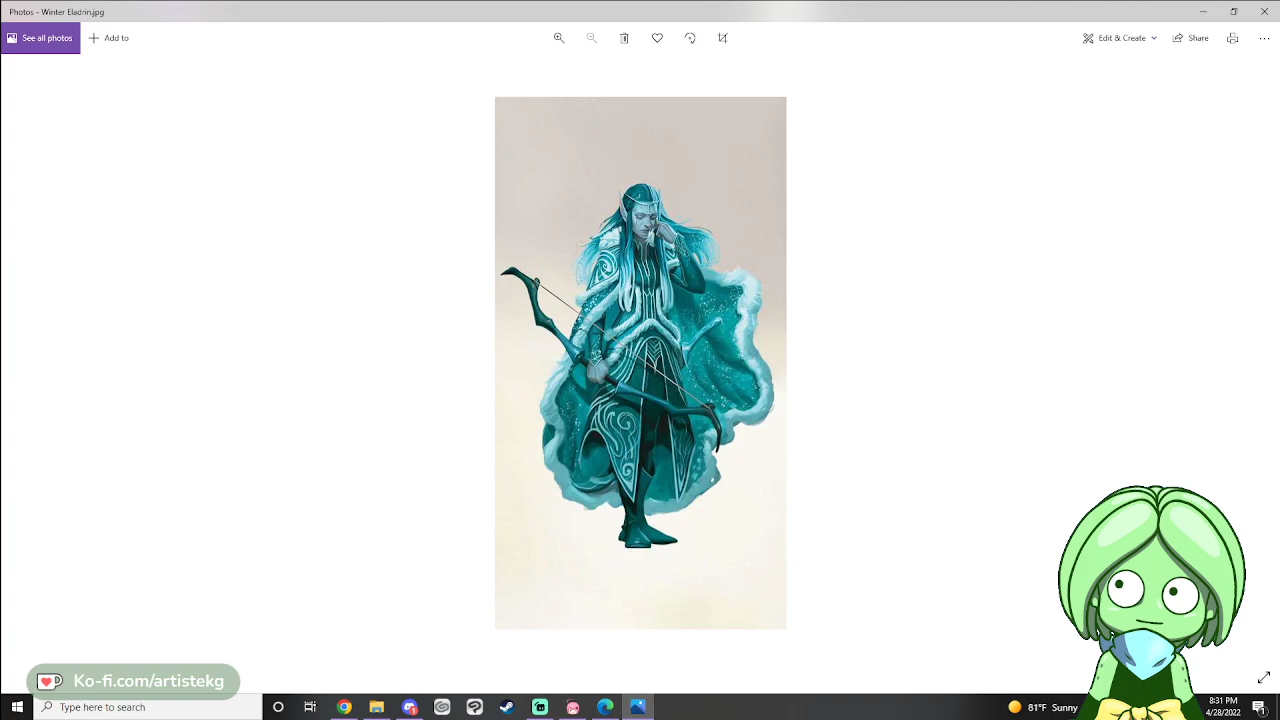 Photos - Winter Eladrin.jpg
See all photos
Add to
Edit & Create
Share
Ko-fi.com/artistekg
Type here to search
81°F Sunny
8:31 PM
4/28/2022